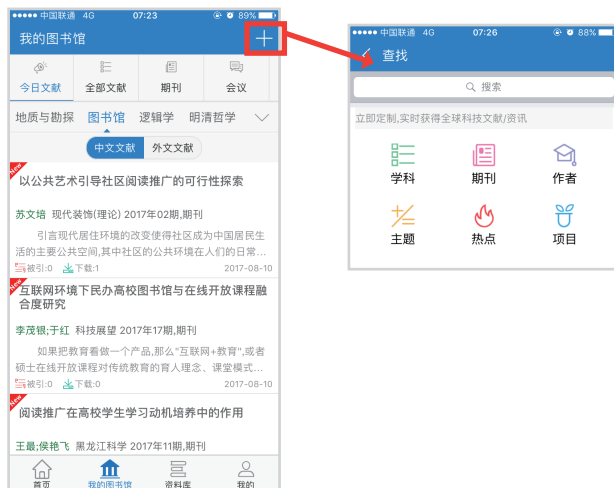 中国联通 4G 07:23 89%
我的图书馆
今日文献 全部文献 期刊 会议
地质与勘探 图书馆 逻辑学 明清哲学
中文文献 外文文献
New
以公共艺术引导社区阅读推广的可行性探索
苏文培 现代装饰(理论) 2017年02期,期刊
引言现代居住环境的改变使得社区成为中国居民生
活的主要公共空间,其中社区的公共环境在人们的日常...
被引:0 下载:1 2017-08-10
New
互联网环境下民办高校图书馆与在线开放课程融
合度研究
李茂银;于红 科技展望 2017年17期,期刊
如果把教育看做一个产品,那么"互联网+教育",或者
硕士在线开放课程对传统教育的育人理念、课堂模式...
被引:0 下载:0 2017-08-10
New
阅读推广在高校学生学习动机培养中的作用
王最;侯艳飞 黑龙江科学 2017年11期,期刊
首页 我的图书馆 资料库 我的
中国联通 4G 07:26 88%
查找
搜索
立即定制,实时获得全球科技文献/资讯
学科 期刊 作者
主题 热点 项目